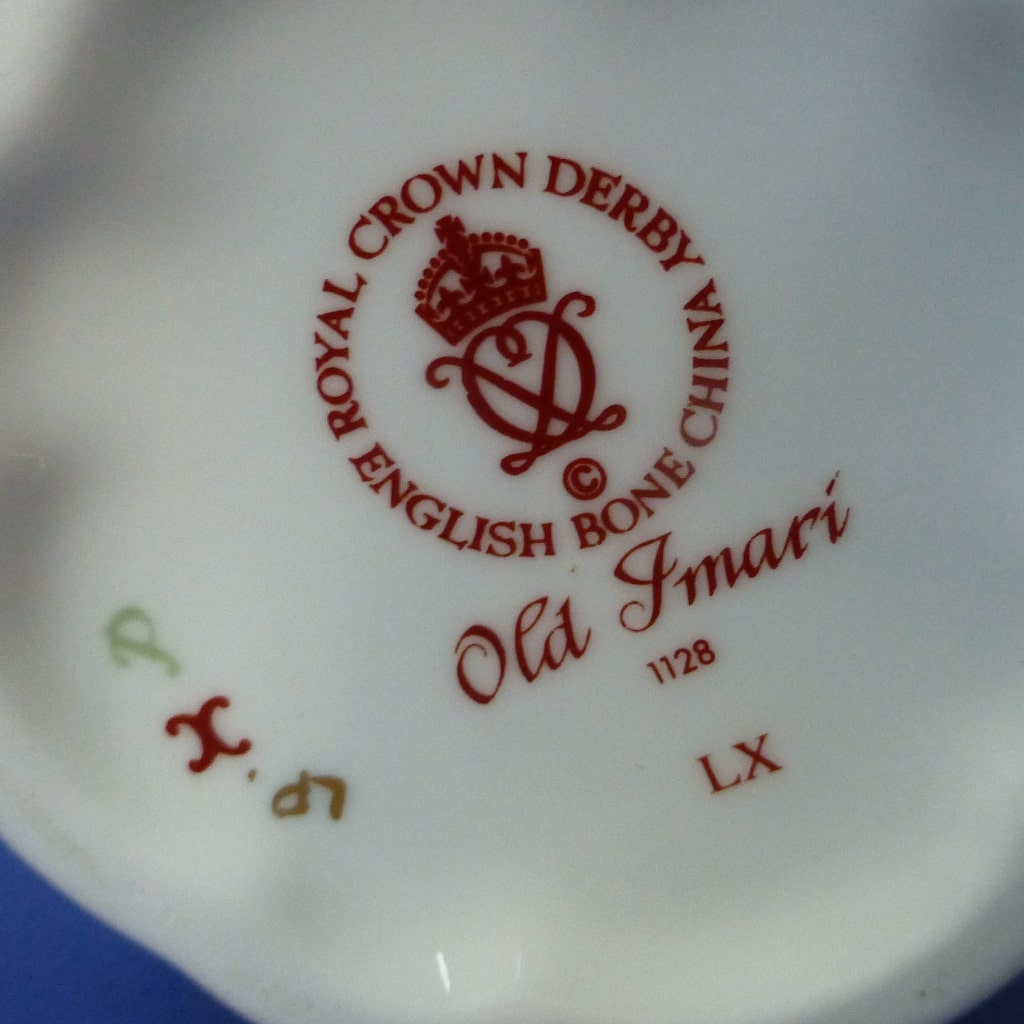 ROYAL CROWN DERBY
ENGLISH BONE CHINA
©
Old Imari
1128
LX